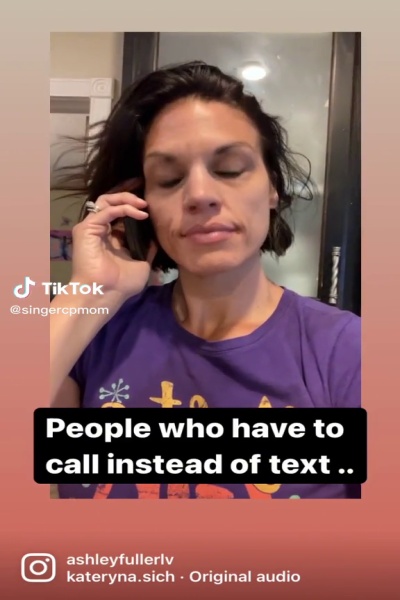 TikTok
@singercpmom
People who have to
call instead of text ..
ashleyfullerlv
kateryna.sich · Original audio